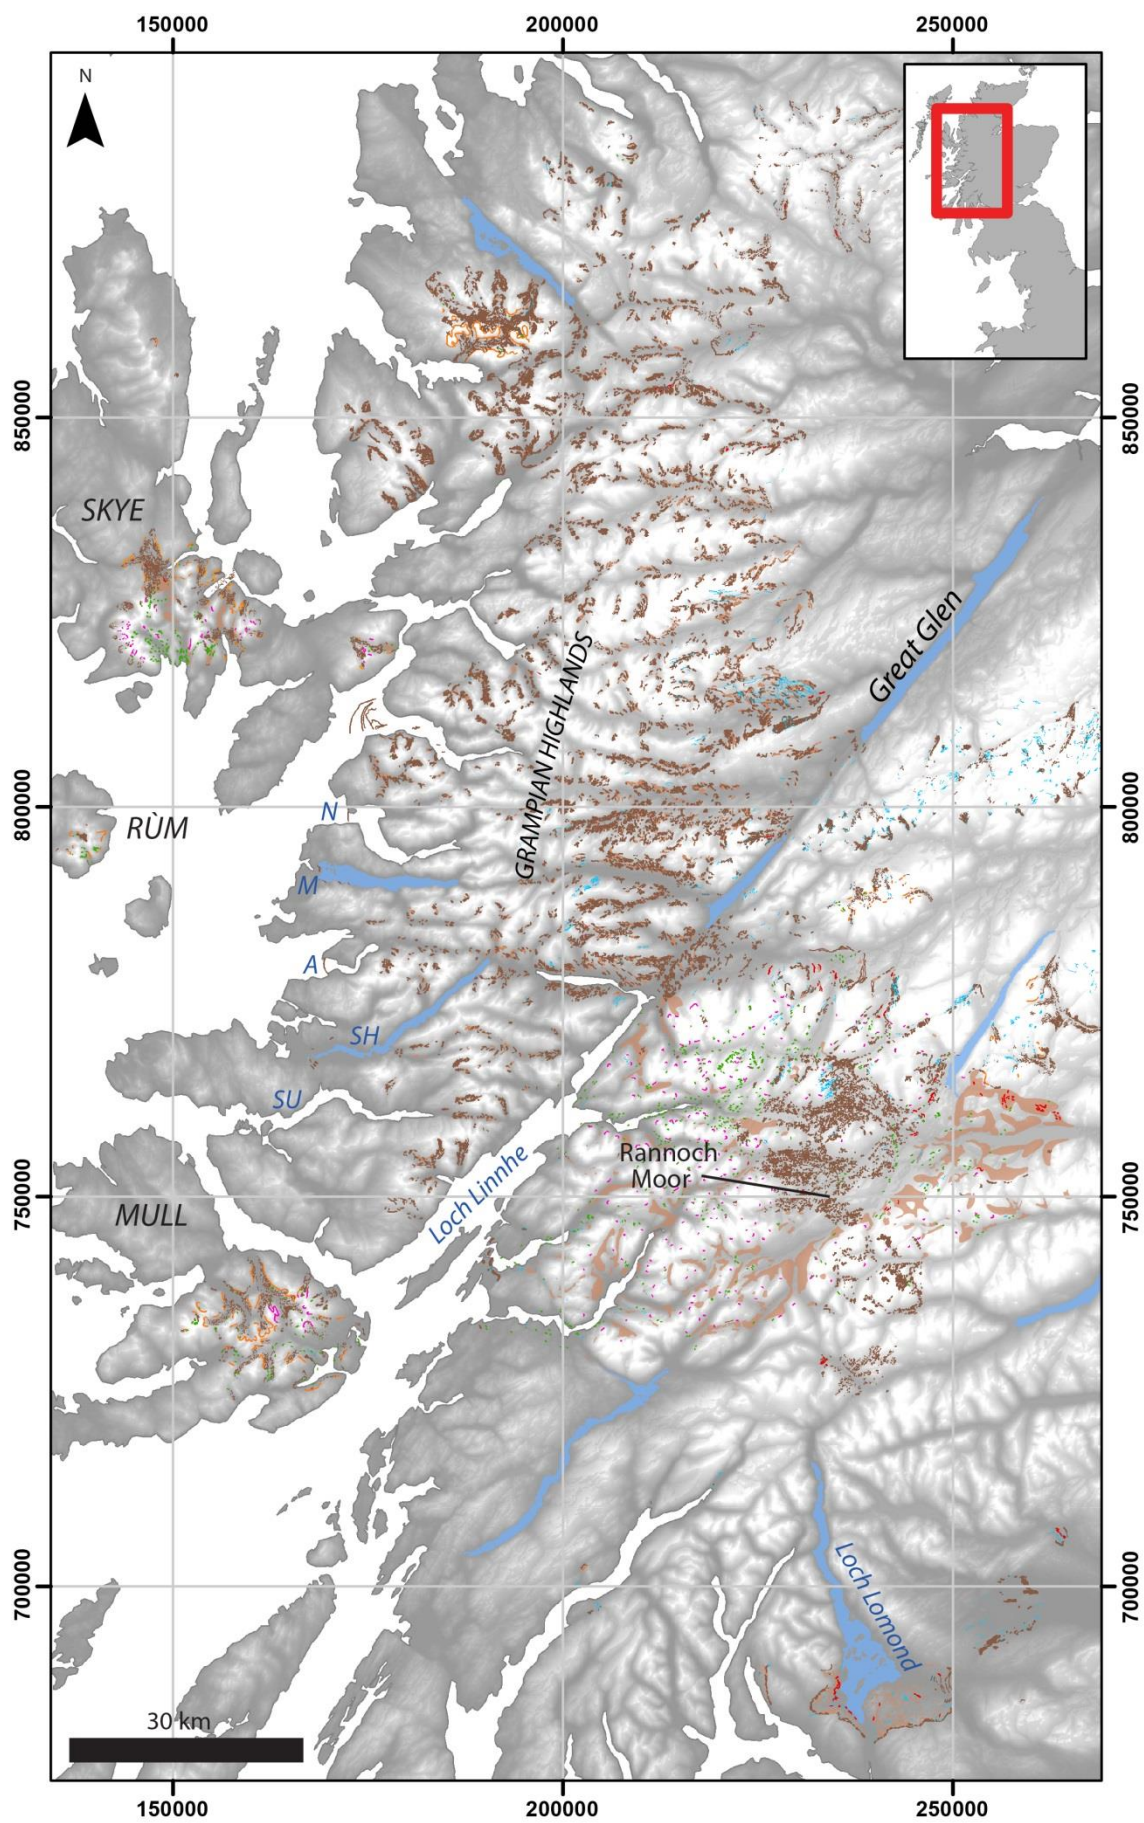 150000
200000
250000
N
850000
850000
SKYE
Great Glen
GRAMPIAN HIGHLANDS
800000
800000
N
RÙM
M
A
SH
SU
Rannoch
Moor
Loch Linnhe
750000
750000
MULL
700000
700000
Loch Lomond
30 km
150000
200000
250000